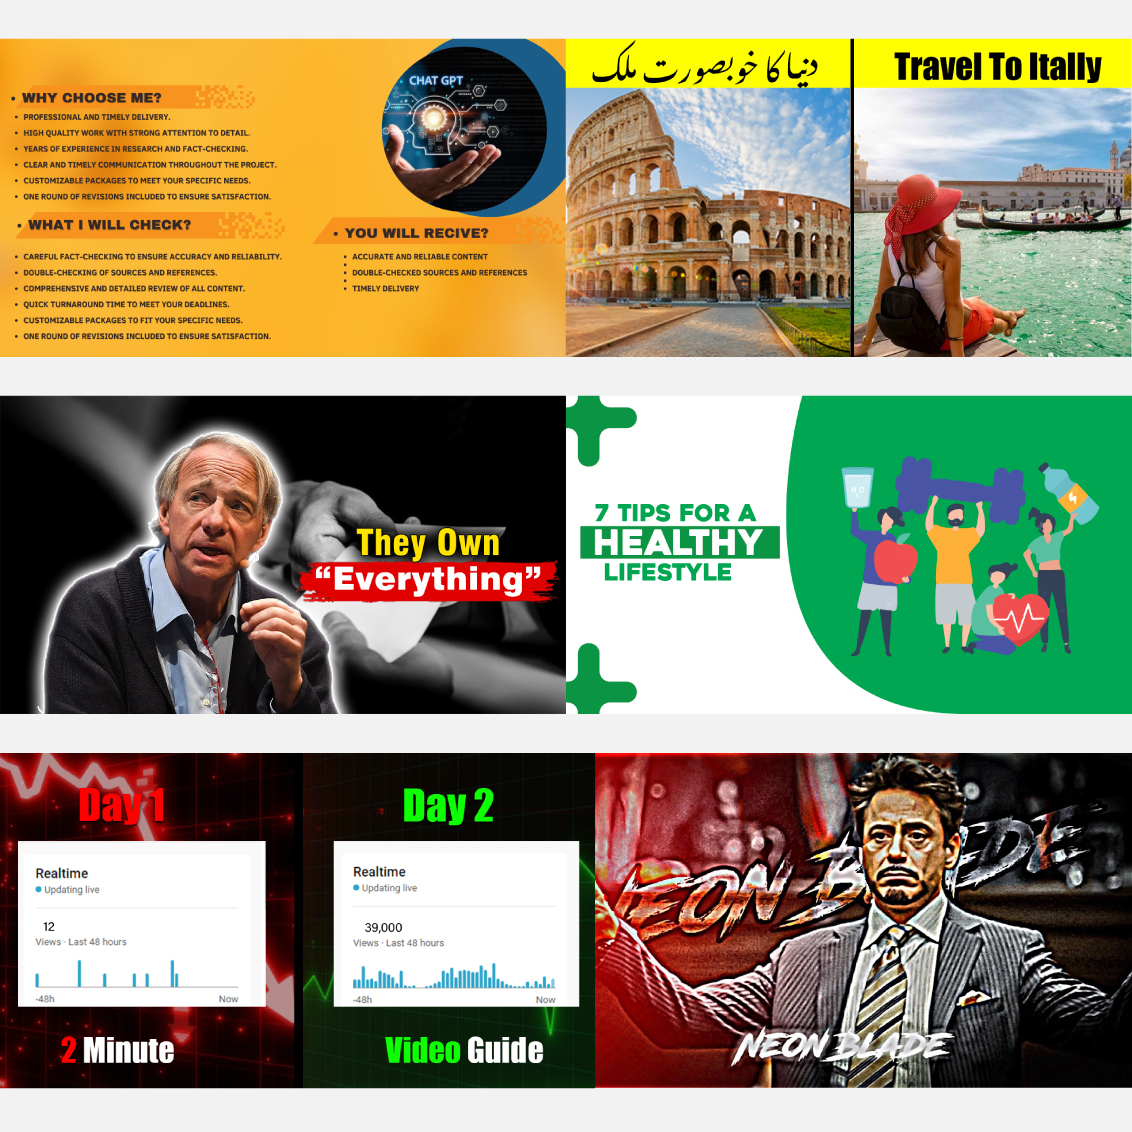 WHY CHOOSE ME?
PROFESSIONAL AND TIMELY DELIVERY.
HIGH QUALITY WORK WITH STRONG ATTENTION TO DETAIL.
YEARS OF EXPERIENCE IN RESEARCH AND FACT-CHECKING.
CLEAR AND TIMELY COMMUNICATION THROUGHOUT THE PROJECT.
CUSTOMIZABLE PACKAGES TO MEET YOUR SPECIFIC NEEDS.
ONE ROUND OF REVISIONS INCLUDED TO ENSURE SATISFACTION.
WHAT I WILL CHECK?
CAREFUL FACT-CHECKING TO ENSURE ACCURACY AND RELIABILITY.
DOUBLE-CHECKING OF SOURCES AND REFERENCES.
COMPREHENSIVE AND DETAILED REVIEW OF ALL CONTENT.
QUICK TURNAROUND TIME TO MEET YOUR DEADLINES.
CUSTOMIZABLE PACKAGES TO FIT YOUR SPECIFIC NEEDS.
ONE ROUND OF REVISIONS INCLUDED TO ENSURE SATISFACTION.
CHAT GPT
YOU WILL RECIVE?
ACCURATE AND RELIABLE CONTENT
DOUBLE-CHECKED SOURCES AND REFERENCES
TIMELY DELIVERY
دنیا کا خوبصورت ملک
Travel To Itally
They Own
“Everything”
7 TIPS FOR A
HEALTHY
LIFESTYLE
H2O
Day 1
Realtime
Updating live
12
Views · Last 48 hours
-48h
Now
2 Minute
Day 2
Realtime
Updating live
39,000
Views · Last 48 hours
-48h
Now
Video Guide
NEON BLADE